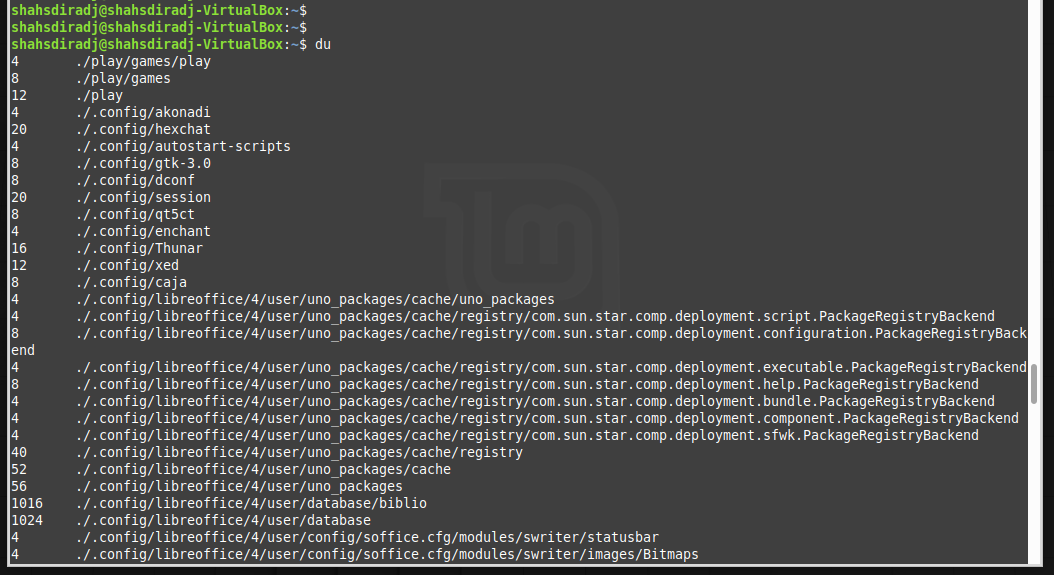 shahsdiradj@shahsdiradj-VirtualBox:~$
shahsdiradj@shahsdiradj-VirtualBox:~$
shahsdiradj@shahsdiradj-VirtualBox:~$ du
4 ./play/games/play
8 ./play/games
12 ./play
4 ./.config/akonadi
20 ./.config/hexchat
4 ./.config/autostart-scripts
8 ./.config/gtk-3.0
8 ./.config/dconf
20 ./.config/session
8 ./.config/qt5ct
4 ./.config/enchant
16 ./.config/Thunar
12 ./.config/xed
8 ./.config/caja
4 ./.config/libreoffice/4/user/uno_packages/cache/uno_packages
4 ./.config/libreoffice/4/user/uno_packages/cache/registry/com.sun.star.comp.deployment.script.PackageRegistryBackend
8 ./.config/libreoffice/4/user/uno_packages/cache/registry/com.sun.star.comp.deployment.configuration.PackageRegistryBack
end
4 ./.config/libreoffice/4/user/uno_packages/cache/registry/com.sun.star.comp.deployment.executable.PackageRegistryBackend
8 ./.config/libreoffice/4/user/uno_packages/cache/registry/com.sun.star.comp.deployment.help.PackageRegistryBackend
4 ./.config/libreoffice/4/user/uno_packages/cache/registry/com.sun.star.comp.deployment.bundle.PackageRegistryBackend
4 ./.config/libreoffice/4/user/uno_packages/cache/registry/com.sun.star.comp.deployment.component.PackageRegistryBackend
4 ./.config/libreoffice/4/user/uno_packages/cache/registry/com.sun.star.comp.deployment.sfwk.PackageRegistryBackend
40 ./.config/libreoffice/4/user/uno_packages/cache/registry
52 ./.config/libreoffice/4/user/uno_packages/cache
56 ./.config/libreoffice/4/user/uno_packages
1016 ./.config/libreoffice/4/user/database/biblio
1024 ./.config/libreoffice/4/user/database
4 ./.config/libreoffice/4/user/config/soffice.cfg/modules/swriter/statusbar
4 ./.config/libreoffice/4/user/config/soffice.cfg/modules/swriter/images/Bitmaps